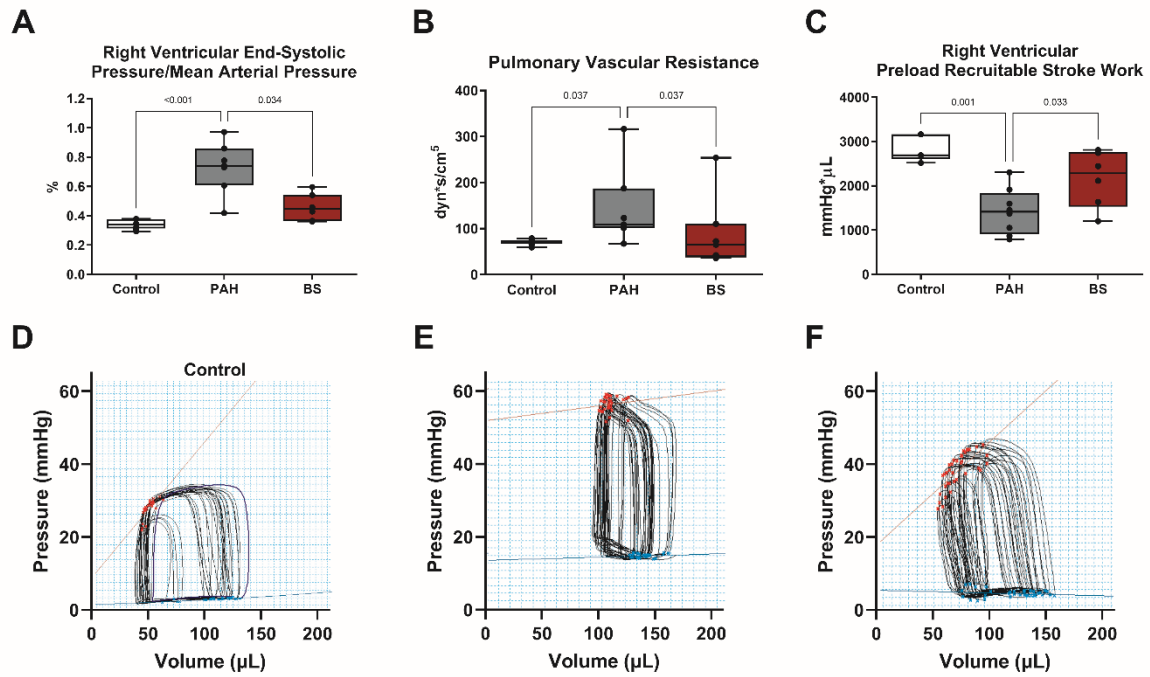 A
Right Ventricular End-Systolic
Pressure/Mean Arterial Pressure
<0.001
0.034
%
1.2
1.0
0.8
0.6
0.4
0.2
0.0
Control
PAH
BS
B
Pulmonary Vascular Resistance
0.037
0.037
dyn*s/cm⁵
400
300
200
100
0
Control
PAH
BS
C
Right Ventricular
Preload Recruitable Stroke Work
0.001
0.033
mmHg*µL
4000
3000
2000
1000
0
Control
PAH
BS
D
Control
Pressure (mmHg)
60
40
20
0
0
50
100
150
200
Volume (µL)
E
Pressure (mmHg)
60
40
20
0
0
50
100
150
200
Volume (µL)
F
Pressure (mmHg)
60
40
20
0
0
50
100
150
200
Volume (µL)